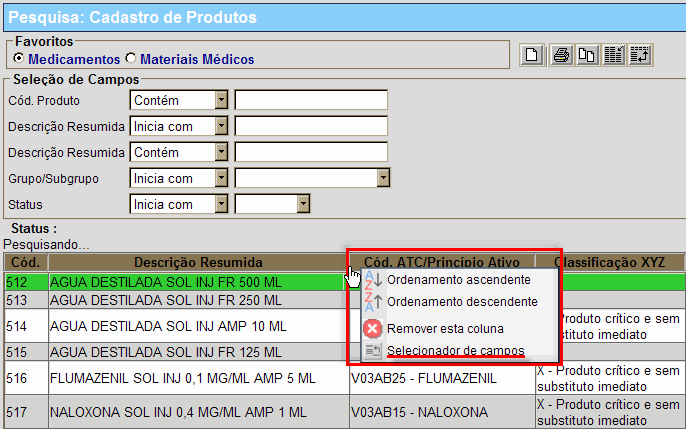 Pesquisa: Cadastro de Produtos
Favoritos
Medicamentos Materiais Médicos
Seleção de Campos
Cód. Produto Contém
Descrição Resumida Inicia com
Descrição Resumida Contém
Grupo/Subgrupo Inicia com
Status Inicia com
Status :
Pesquisando...
Cód. Descrição Resumida Cód. ATC/Princípio Ativo Classificação XYZ
512 AGUA DESTILADA SOL INJ FR 500 ML
Ordenamento ascendente
513 AGUA DESTILADA SOL INJ FR 250 ML
Ordenamento descendente
514 AGUA DESTILADA SOL INJ AMP 10 ML
Produto crítico e sem
stituto imediato
Remover esta coluna
515 AGUA DESTILADA SOL INJ FR 125 ML
Selecionador de campos
516 FLUMAZENIL SOL INJ 0,1 MG/ML AMP 5 ML V03AB25 - FLUMAZENIL X - Produto crítico e sem
substituto imediato
517 NALOXONA SOL INJ 0,4 MG/ML AMP 1 ML V03AB15 - NALOXONA X - Produto crítico e sem
substituto imediato